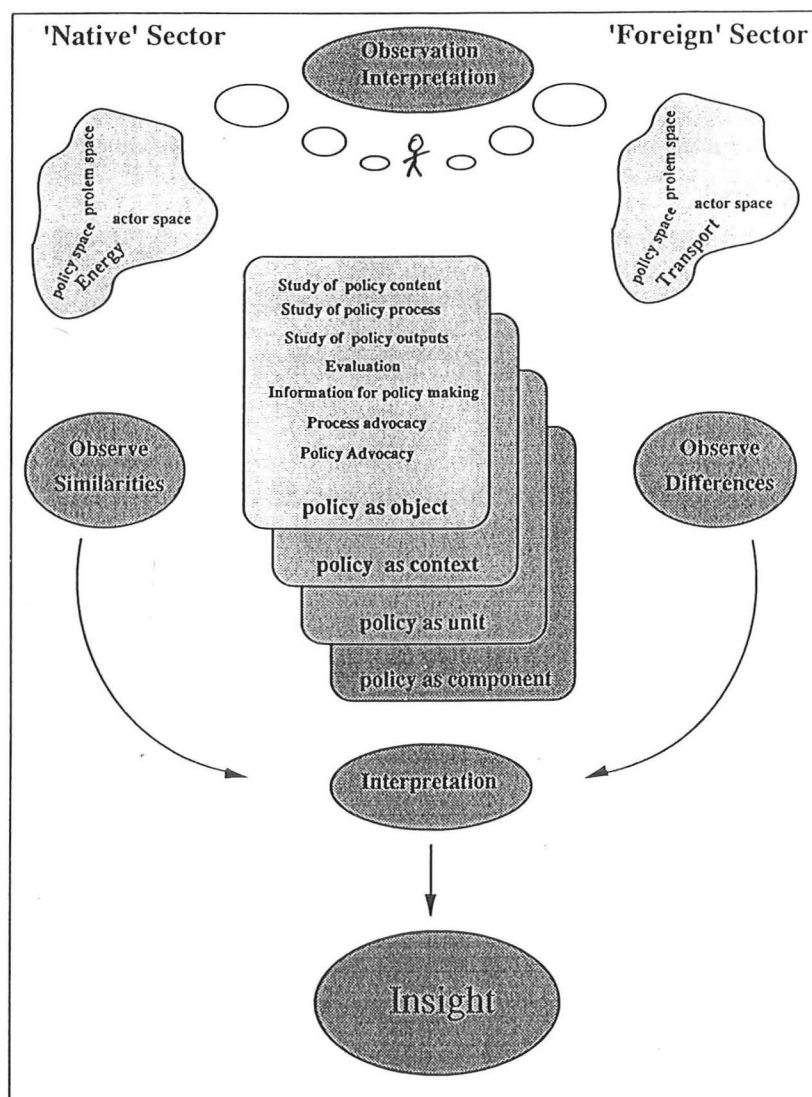 'Native' Sector
'Foreign' Sector
Observation
Interpretation
prolem space
actor space
policy space
Energy
prolem space
actor space
policy space
Transport
Study of policy content
Study of policy process
Study of policy outputs
Evaluation
Information for policy making
Process advocacy
Policy Advocacy
policy as object
policy as context
policy as unit
policy as component
Observe
Similarities
Observe
Differences
Interpretation
Insight